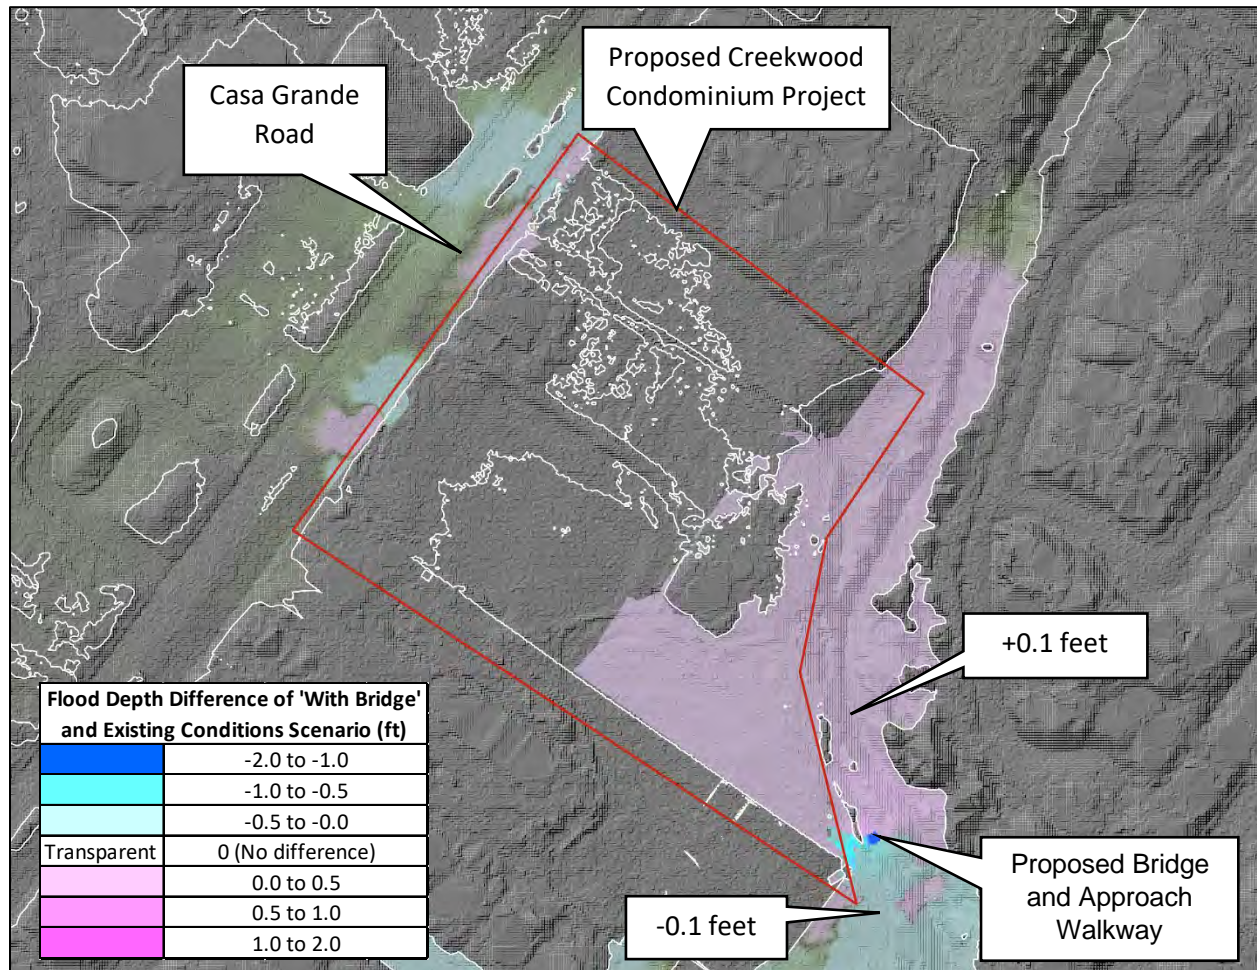 Proposed Creekwood
Condominium Project
Casa Grande
Road
+0.1 feet
Flood Depth Difference of 'With Bridge'
and Existing Conditions Scenario (ft)
-2.0 to -1.0
-1.0 to -0.5
-0.5 to -0.0
Transparent 0 (No difference)
0.0 to 0.5
0.5 to 1.0
1.0 to 2.0
Proposed Bridge
and Approach
Walkway
-0.1 feet